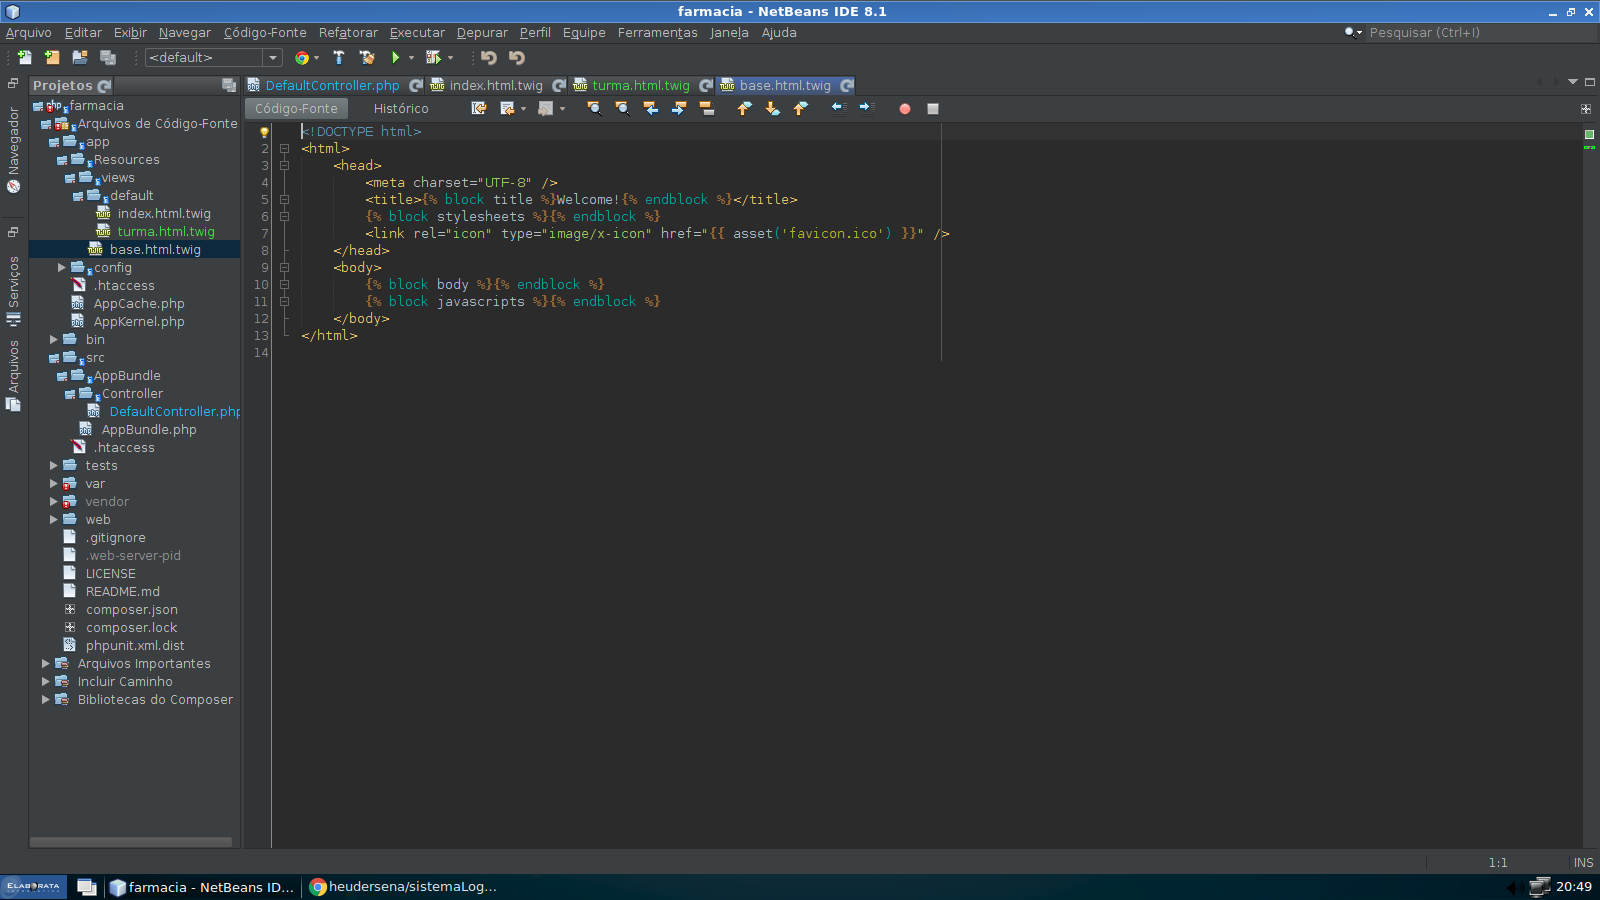 farmacia - NetBeans IDE 8.1
Arquivo Editar Exibir Navegar Código-Fonte Refatorar Executar Depurar Perfil Equipe Ferramentas Janela Ajuda Pesquisar (Ctrl+I)
<default>
Projetos
DefaultController.php index.html.twig turma.html.twig base.html.twig
Código-Fonte Histórico
Navegador
Serviços
Arquivos
farmacia
Arquivos de Código-Fonte
app
Resources
views
default
index.html.twig
turma.html.twig
base.html.twig
config
.htaccess
AppCache.php
AppKernel.php
bin
src
AppBundle
Controller
DefaultController.php
AppBundle.php
.htaccess
tests
var
vendor
web
.gitignore
.web-server-pid
LICENSE
README.md
composer.json
composer.lock
phpunit.xml.dist
Arquivos Importantes
Incluir Caminho
Bibliotecas do Composer
<!DOCTYPE html>
2 <html>
3 <head>
4 <meta charset="UTF-8" />
5 <title>{% block title %}Welcome!{% endblock %}</title>
6 {% block stylesheets %}{% endblock %}
7 <link rel="icon" type="image/x-icon" href="{{ asset('favicon.ico') }}" />
8 </head>
9 <body>
10 {% block body %}{% endblock %}
11 {% block javascripts %}{% endblock %}
12 </body>
13 </html>
14
1:1 INS
ELABORATA farmacia - NetBeans ID... heudersena/sistemaLog... 20:49